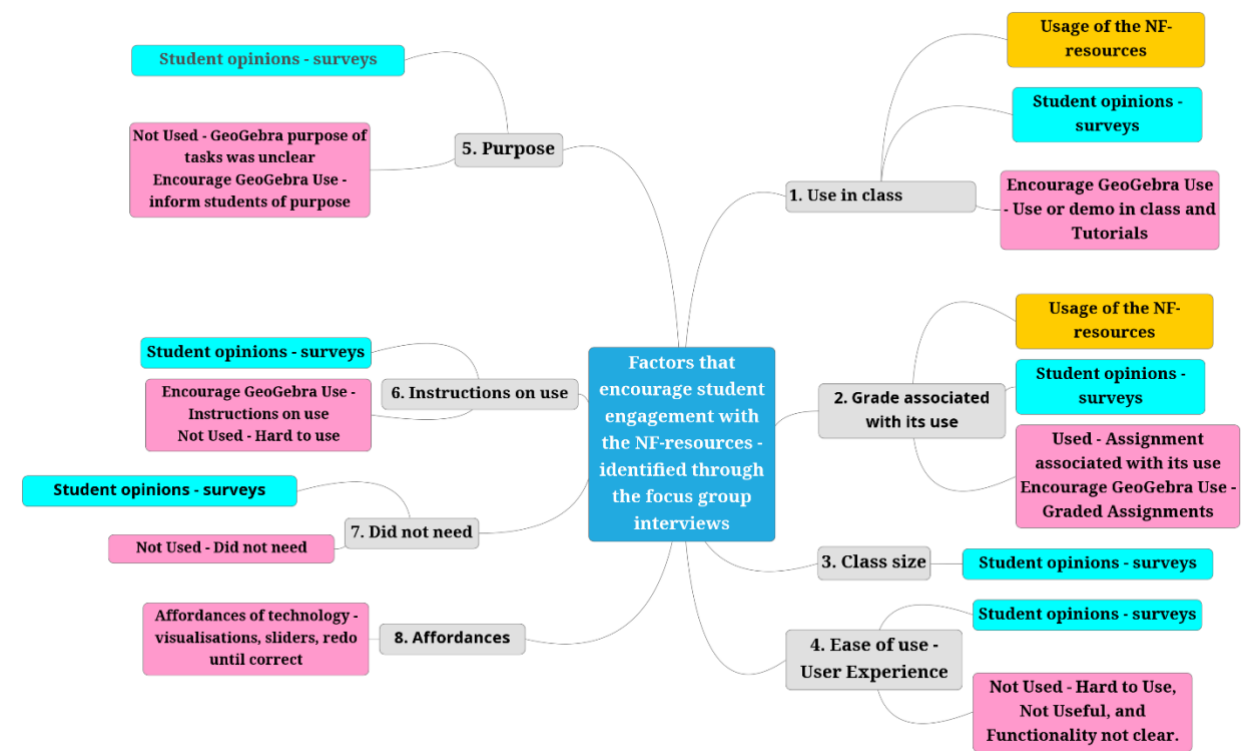 Factors that
encourage student
engagement with
the NF-resources -
identified through
the focus group
interviews
1. Use in class
Usage of the NF-
resources
Student opinions -
surveys
Encourage GeoGebra Use
- Use or demo in class and
Tutorials
2. Grade associated
with its use
Usage of the NF-
resources
Student opinions -
surveys
Used - Assignment
associated with its use
Encourage GeoGebra Use -
Graded Assignments
3. Class size
Student opinions - surveys
4. Ease of use -
User Experience
Student opinions - surveys
Not Used - Hard to Use,
Not Useful, and
Functionality not clear.
5. Purpose
Student opinions - surveys
Not Used - GeoGebra purpose of
tasks was unclear
Encourage GeoGebra Use -
inform students of purpose
6. Instructions on use
Student opinions - surveys
Encourage GeoGebra Use -
Instructions on use
Not Used - Hard to use
7. Did not need
Student opinions - surveys
Not Used - Did not need
8. Affordances
Affordances of technology -
visualisations, sliders, redo
until correct